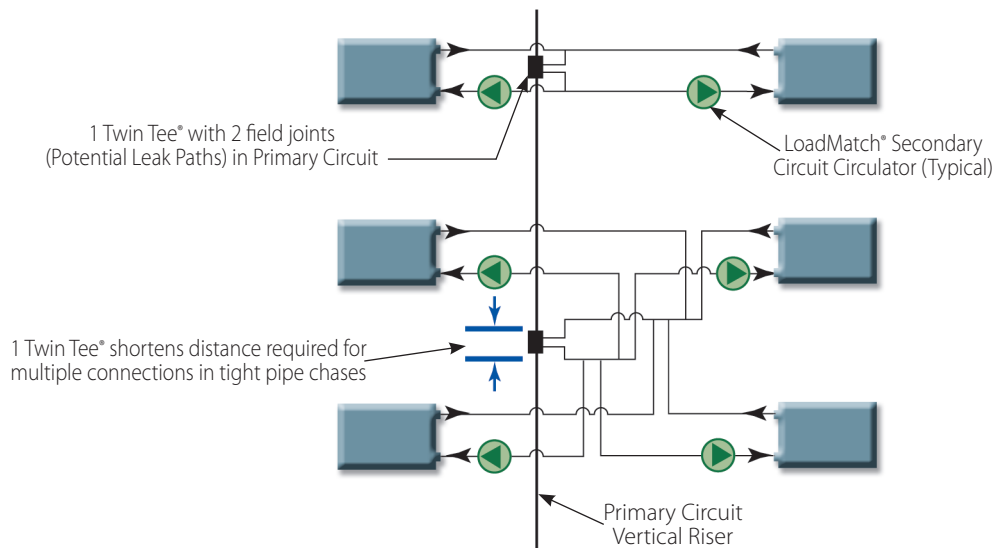 1 Twin Tee® with 2 field joints
(Potential Leak Paths) in Primary Circuit
LoadMatch® Secondary
Circuit Circulator (Typical)
1 Twin Tee® shortens distance required for
multiple connections in tight pipe chases
Primary Circuit
Vertical Riser